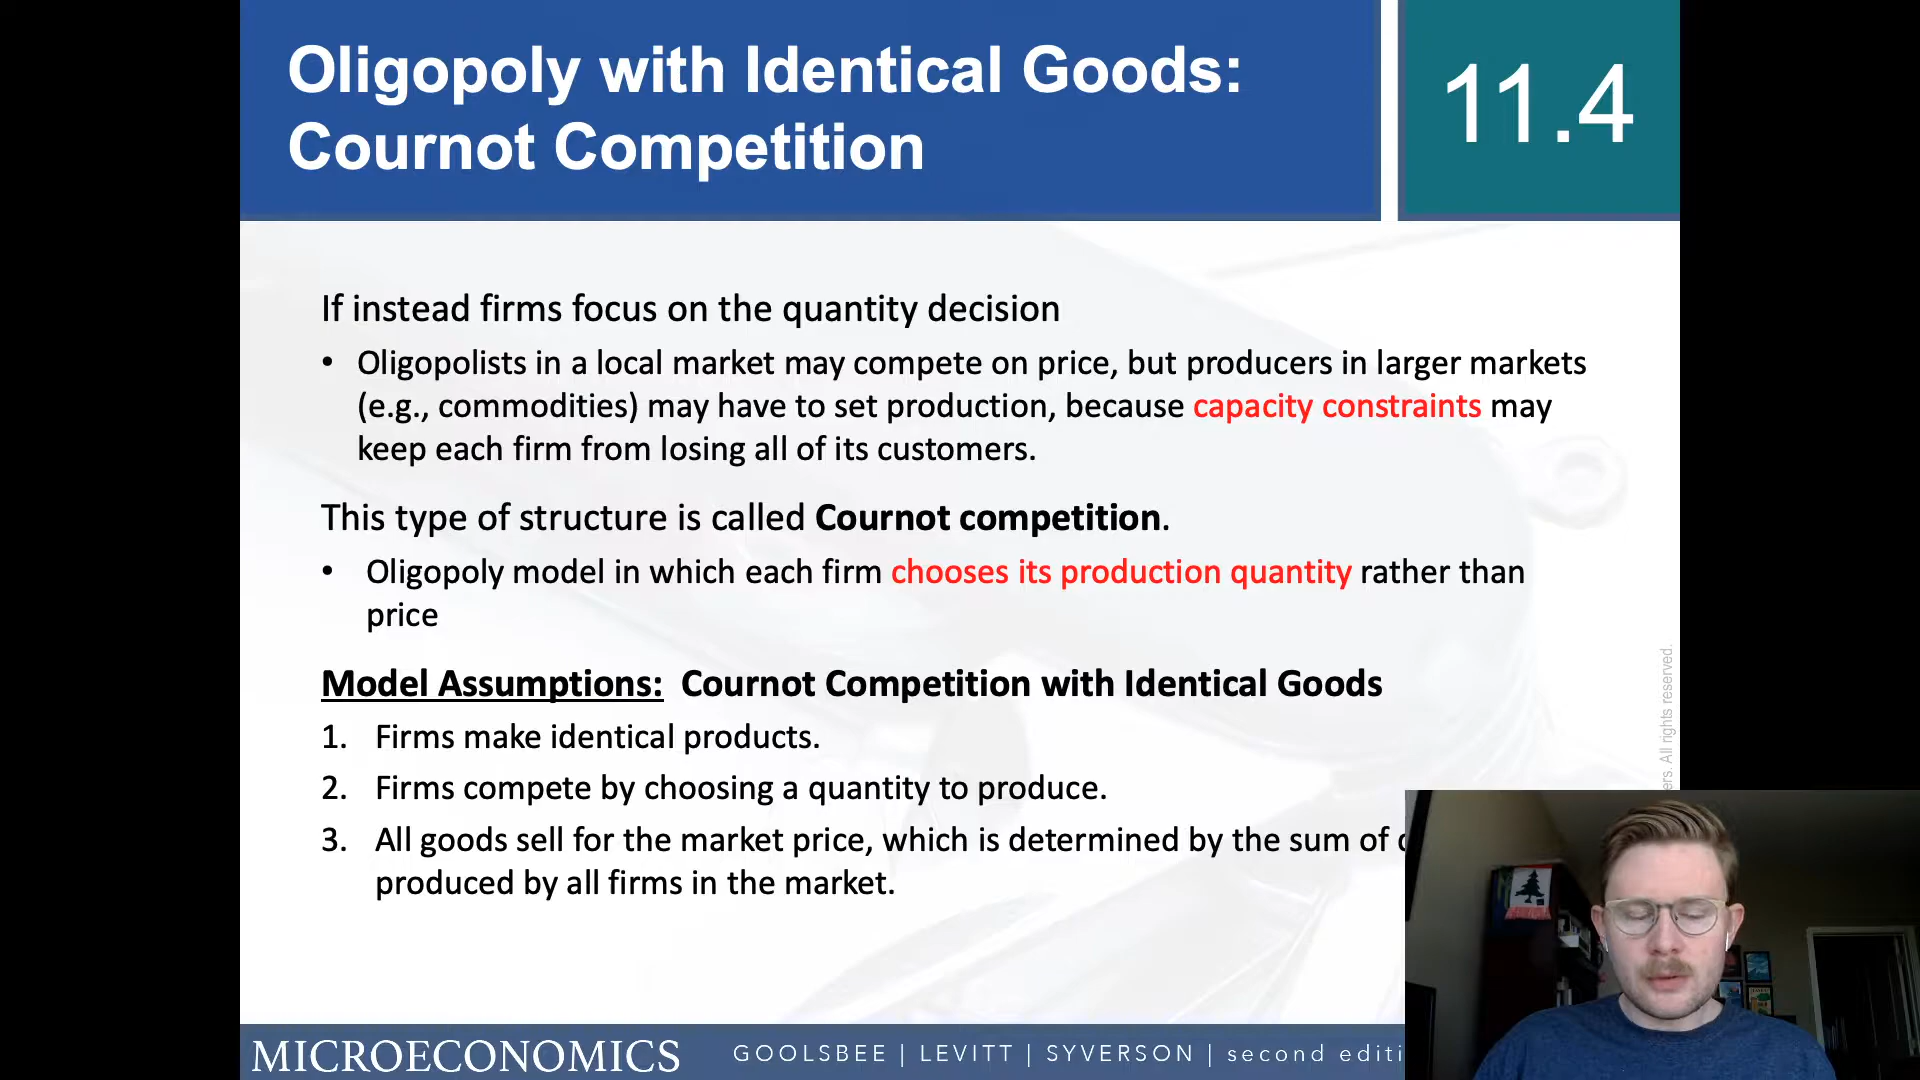 Oligopoly with Identical Goods:
Cournot Competition
11.4
If instead firms focus on the quantity decision
• Oligopolists in a local market may compete on price, but producers in larger markets
(e.g., commodities) may have to set production, because capacity constraints may
keep each firm from losing all of its customers.
This type of structure is called Cournot competition.
• Oligopoly model in which each firm chooses its production quantity rather than
price
Model Assumptions: Cournot Competition with Identical Goods
1. Firms make identical products.
2. Firms compete by choosing a quantity to produce.
3. All goods sell for the market price, which is determined by the sum of
produced by all firms in the market.
All rights reserved.
MICROECONOMICS
GOOLSBEE | LEVITT | SYVERSON | second editi